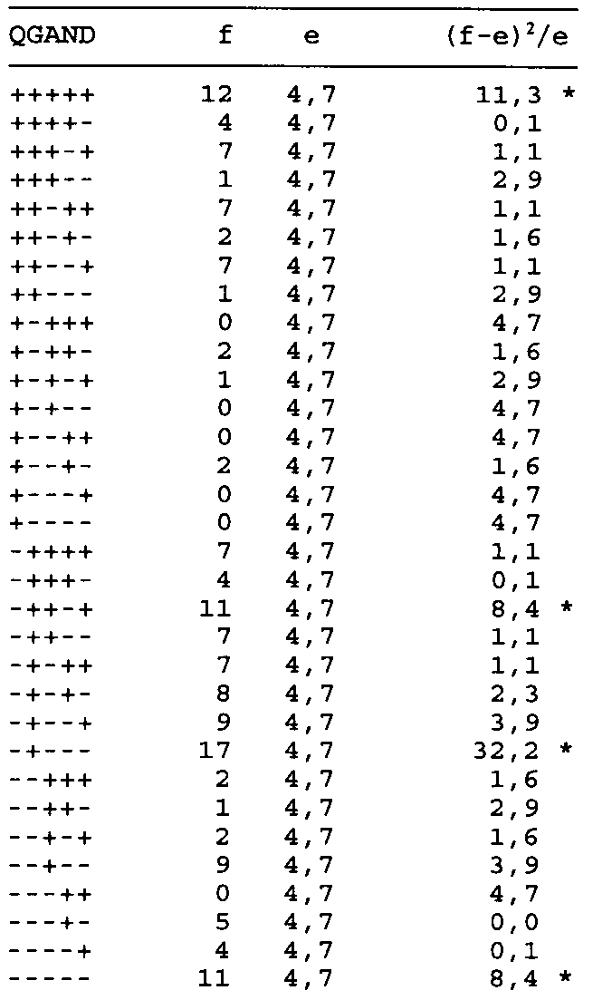 QGAND f e (f-e)²/e
+++++ 12 4,7 11,3 *
++++- 4 4,7 0,1
+++-+ 7 4,7 1,1
+++-- 1 4,7 2,9
++-++ 7 4,7 1,1
++-+- 2 4,7 1,6
++--+ 7 4,7 1,1
++--- 1 4,7 2,9
+-+++ 0 4,7 4,7
+-++- 2 4,7 1,6
+-+-+ 1 4,7 2,9
+-+-- 0 4,7 4,7
+--++ 0 4,7 4,7
+--+- 2 4,7 1,6
+---+ 0 4,7 4,7
+---- 0 4,7 4,7
-++++ 7 4,7 1,1
-+++- 4 4,7 0,1
-++-+ 11 4,7 8,4 *
-++-- 7 4,7 1,1
-+-++ 7 4,7 1,1
-+-+- 8 4,7 2,3
-+--+ 9 4,7 3,9
-+--- 17 4,7 32,2 *
--+++ 2 4,7 1,6
--++- 1 4,7 2,9
--+-+ 2 4,7 1,6
--+-- 9 4,7 3,9
---++ 0 4,7 4,7
---+- 5 4,7 0,0
----+ 4 4,7 0,1
----- 11 4,7 8,4 *